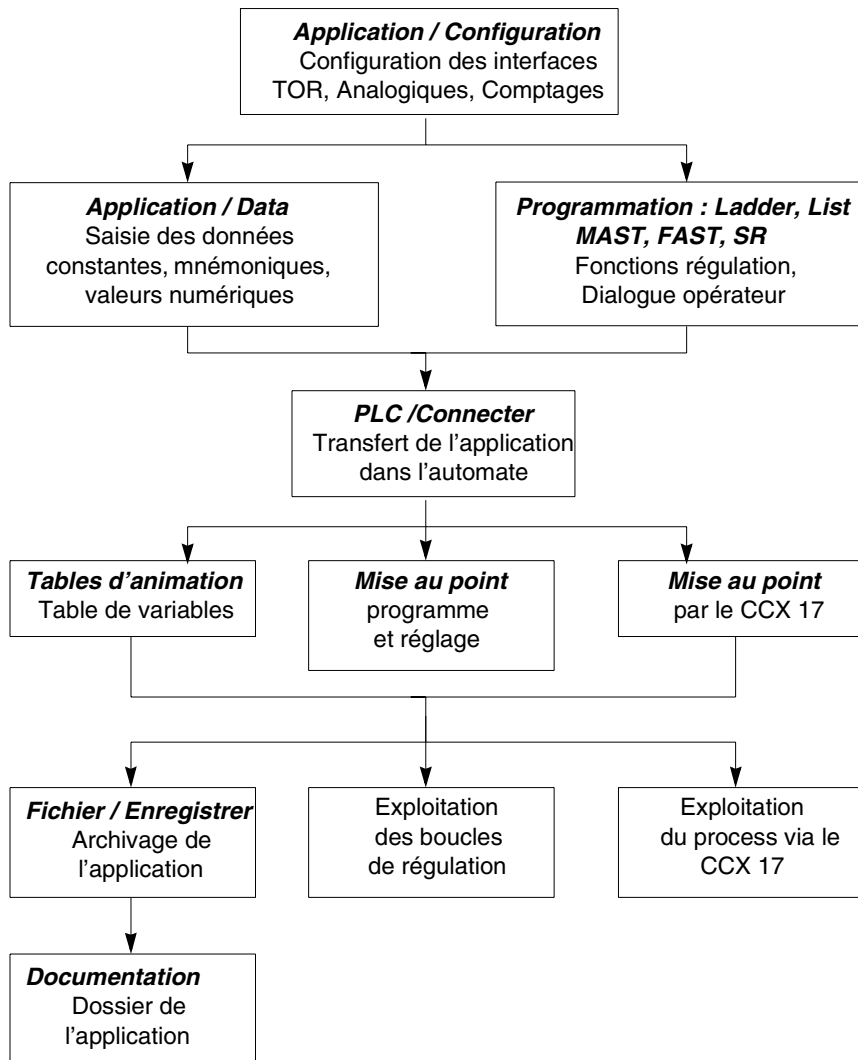 Application / Configuration
Configuration des interfaces
TOR, Analogiques, Comptages
Application / Data
Saisie des données
constantes, mnémoniques,
valeurs numériques
Programmation : Ladder, List
MAST, FAST, SR
Fonctions régulation,
Dialogue opérateur
PLC /Connecter
Transfert de l’application
dans l’automate
Tables d’animation
Table de variables
Mise au point
programme
et réglage
Mise au point
par le CCX 17
Fichier / Enregistrer
Archivage de
l’application
Exploitation
des boucles
de régulation
Exploitation
du process via le
CCX 17
Documentation
Dossier de
l’application